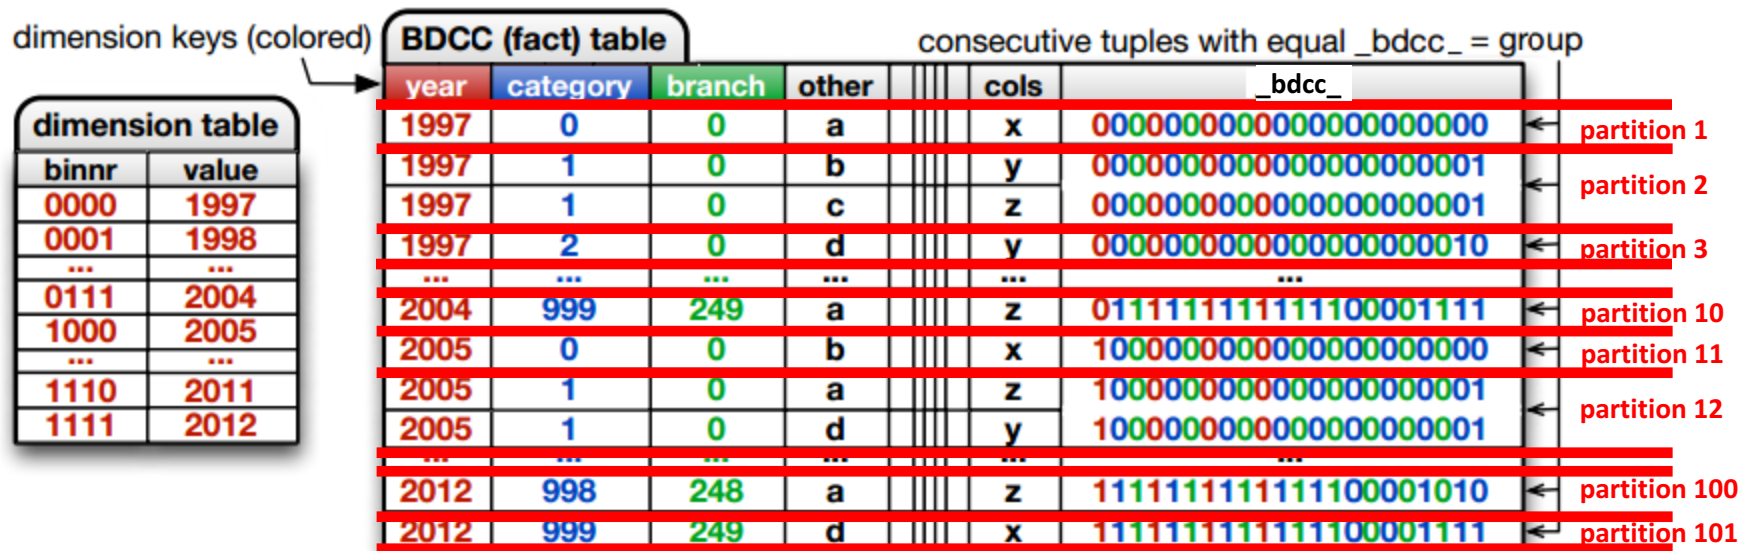 dimension keys (colored)
BDCC (fact) table
consecutive tuples with equal _bdcc_ = group
year category branch other cols _bdcc_
1997 0 0 a x 0000000000000000000000 partition 1
1997 1 0 b y 0000000000000000000001
partition 2
1997 1 0 c z 0000000000000000000001
1997 2 0 d y 0000000000000000000010 partition 3
... ... ... ... ... ...
2004 999 249 a z 0111111111111100001111 partition 10
2005 0 0 b x 1000000000000000000000 partition 11
2005 1 0 a z 1000000000000000000001
partition 12
2005 1 0 d y 1000000000000000000001
... ... ... ... ... ...
2012 998 248 a z 1111111111111100001010 partition 100
2012 999 249 d x 1111111111111100001111 partition 101
dimension table
binnr value
0000 1997
0001 1998
... ...
0111 2004
1000 2005
... ...
1110 2011
1111 2012